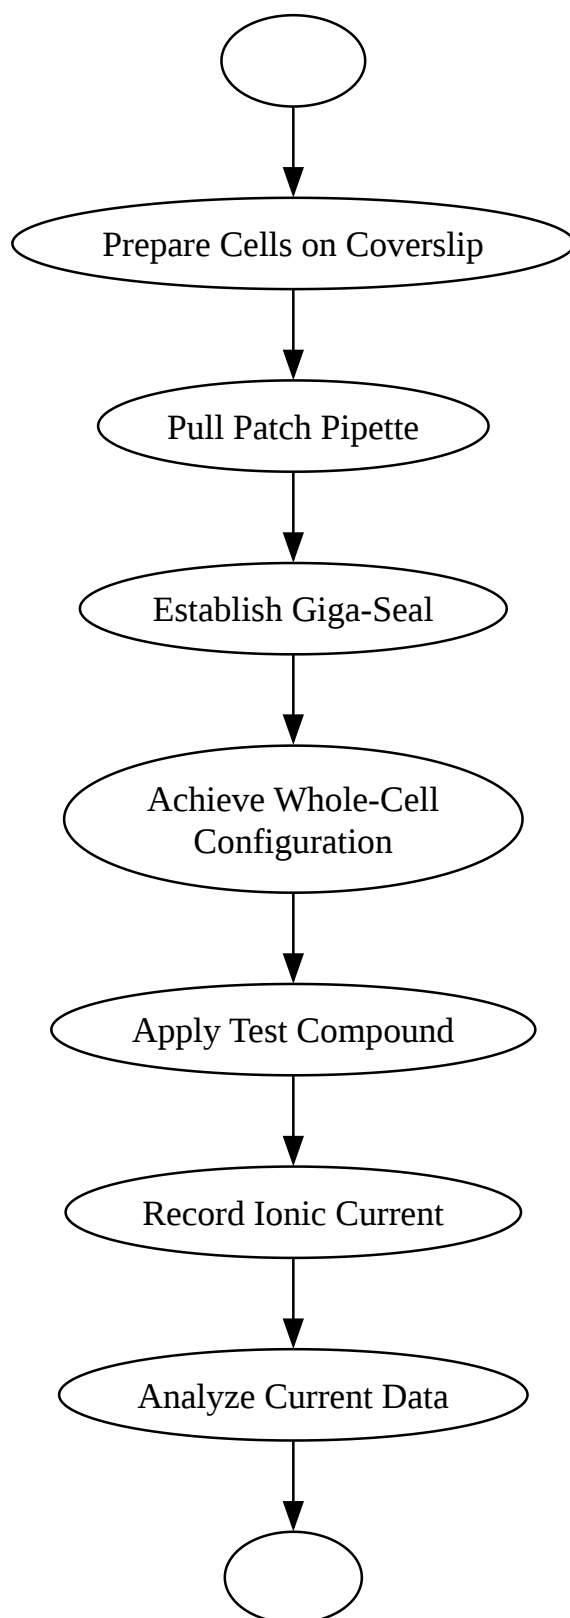 Prepare Cells on Coverslip
Pull Patch Pipette
Establish Giga-Seal
Achieve Whole-Cell
Configuration
Apply Test Compound
Record Ionic Current
Analyze Current Data